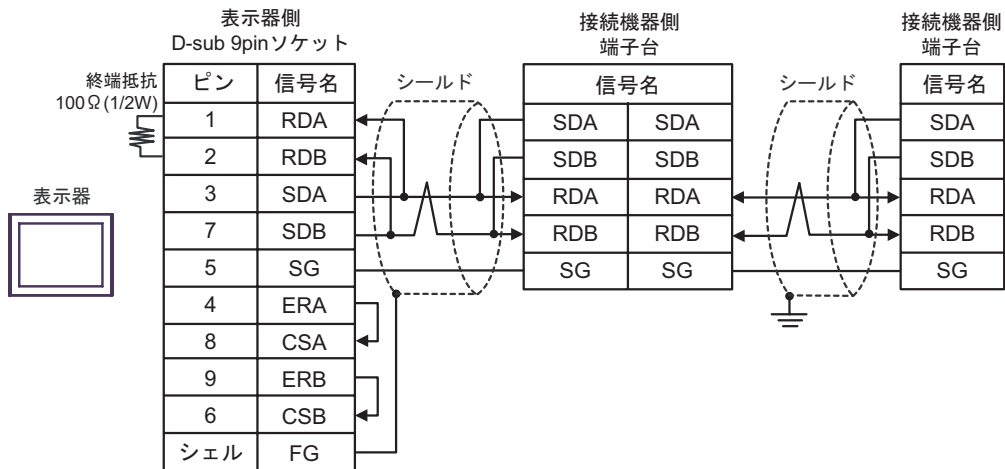 表示器側
D-sub 9pinソケット
接続機器側
端子台
接続機器側
端子台
終端抵抗
100Ω(1/2W)
ピン 信号名
シールド
信号名
シールド
信号名
1 RDA
SDA SDA
SDA
2 RDB
SDB SDB
SDB
表示器
3 SDA
RDA RDA
RDA
7 SDB
RDB RDB
RDB
5 SG
SG SG
SG
4 ERA
8 CSA
9 ERB
6 CSB
シェル FG